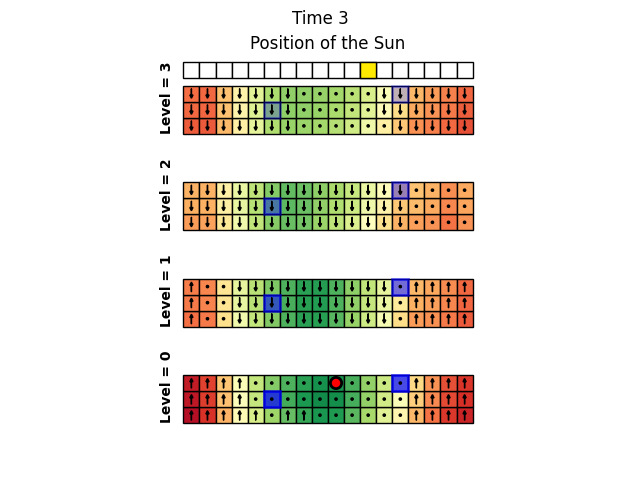 Time 3
Position of the Sun
Level = 3
Level = 2
Level = 1
Level = 0